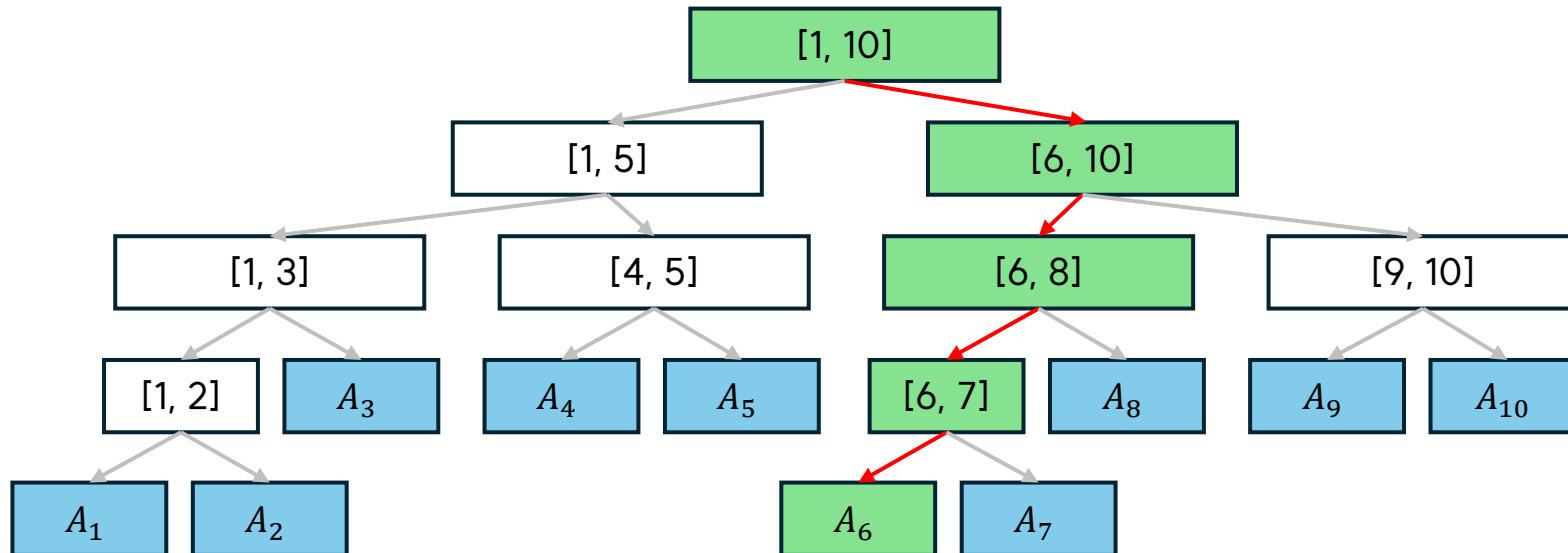 [1, 10]
[1, 5]
[6, 10]
[1, 3]
[4, 5]
[6, 8]
[9, 10]
[1, 2]
A₃
A₄
A₅
[6, 7]
A₈
A₉
A₁₀
A₁
A₂
A₆
A₇